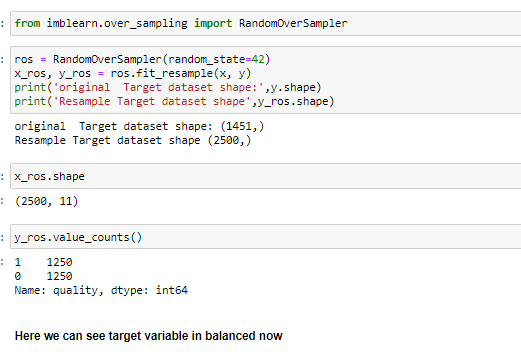 : from imblearn.over_sampling import RandomOverSampler
: ros = RandomOverSampler(random_state=42)
x_ros, y_ros = ros.fit_resample(x, y)
print('original  Target dataset shape:',y.shape)
print('Resample Target dataset shape',y_ros.shape)
original  Target dataset shape: (1451,)
Resample Target dataset shape (2500,)
: x_ros.shape
: (2500, 11)
: y_ros.value_counts()
: 1    1250
0    1250
Name: quality, dtype: int64
Here we can see target variable in balanced now